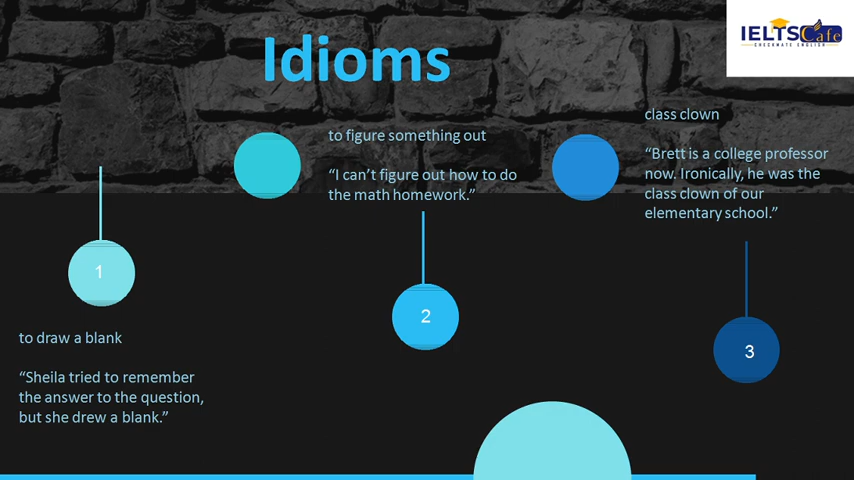 Idioms
IELTSCafe
CHECKMATE ENGLISH
1
to draw a blank
“Sheila tried to remember
the answer to the question,
but she drew a blank.”
to figure something out
“I can’t figure out how to do
the math homework.”
2
class clown
“Brett is a college professor
now. Ironically, he was the
class clown of our
elementary school.”
3